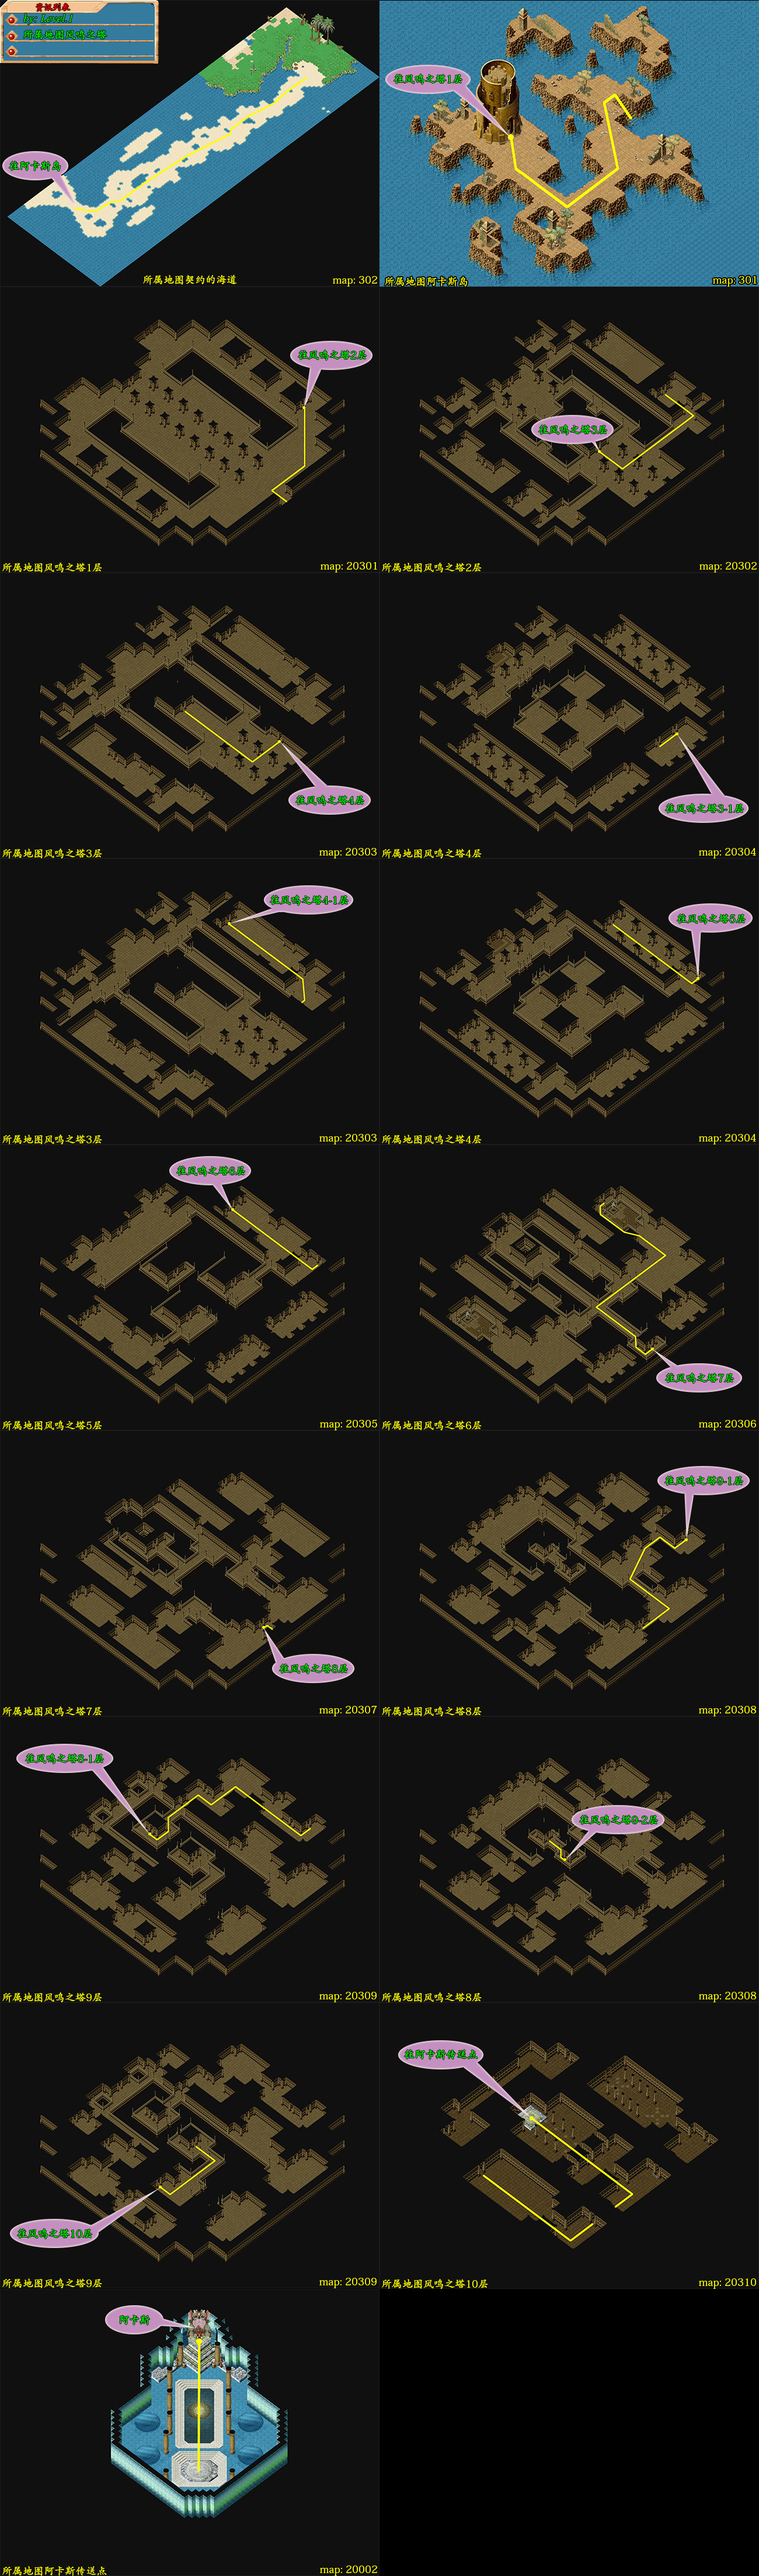 资讯列表
by: Level.1
所属地图凤鸣之塔
往阿卡斯岛
所属地图契约的海道
map: 302
往凤鸣之塔1层
所属地图阿卡斯岛
map: 301
往凤鸣之塔2层
所属地图凤鸣之塔1层
map: 20301
往凤鸣之塔3层
所属地图凤鸣之塔2层
map: 20302
往凤鸣之塔4层
所属地图凤鸣之塔3层
map: 20303
往凤鸣之塔3-1层
所属地图凤鸣之塔4层
map: 20304
往凤鸣之塔4-1层
所属地图凤鸣之塔3层
map: 20303
往凤鸣之塔5层
所属地图凤鸣之塔4层
map: 20304
往凤鸣之塔6层
所属地图凤鸣之塔5层
map: 20305
往凤鸣之塔7层
所属地图凤鸣之塔6层
map: 20306
往凤鸣之塔8层
所属地图凤鸣之塔7层
map: 20307
往凤鸣之塔9-1层
所属地图凤鸣之塔8层
map: 20308
往凤鸣之塔8-1层
所属地图凤鸣之塔9层
map: 20309
往凤鸣之塔9-2层
所属地图凤鸣之塔8层
map: 20308
往凤鸣之塔10层
所属地图凤鸣之塔9层
map: 20309
往阿卡斯传送点
所属地图凤鸣之塔10层
map: 20310
阿卡斯
所属地图阿卡斯传送点
map: 20002